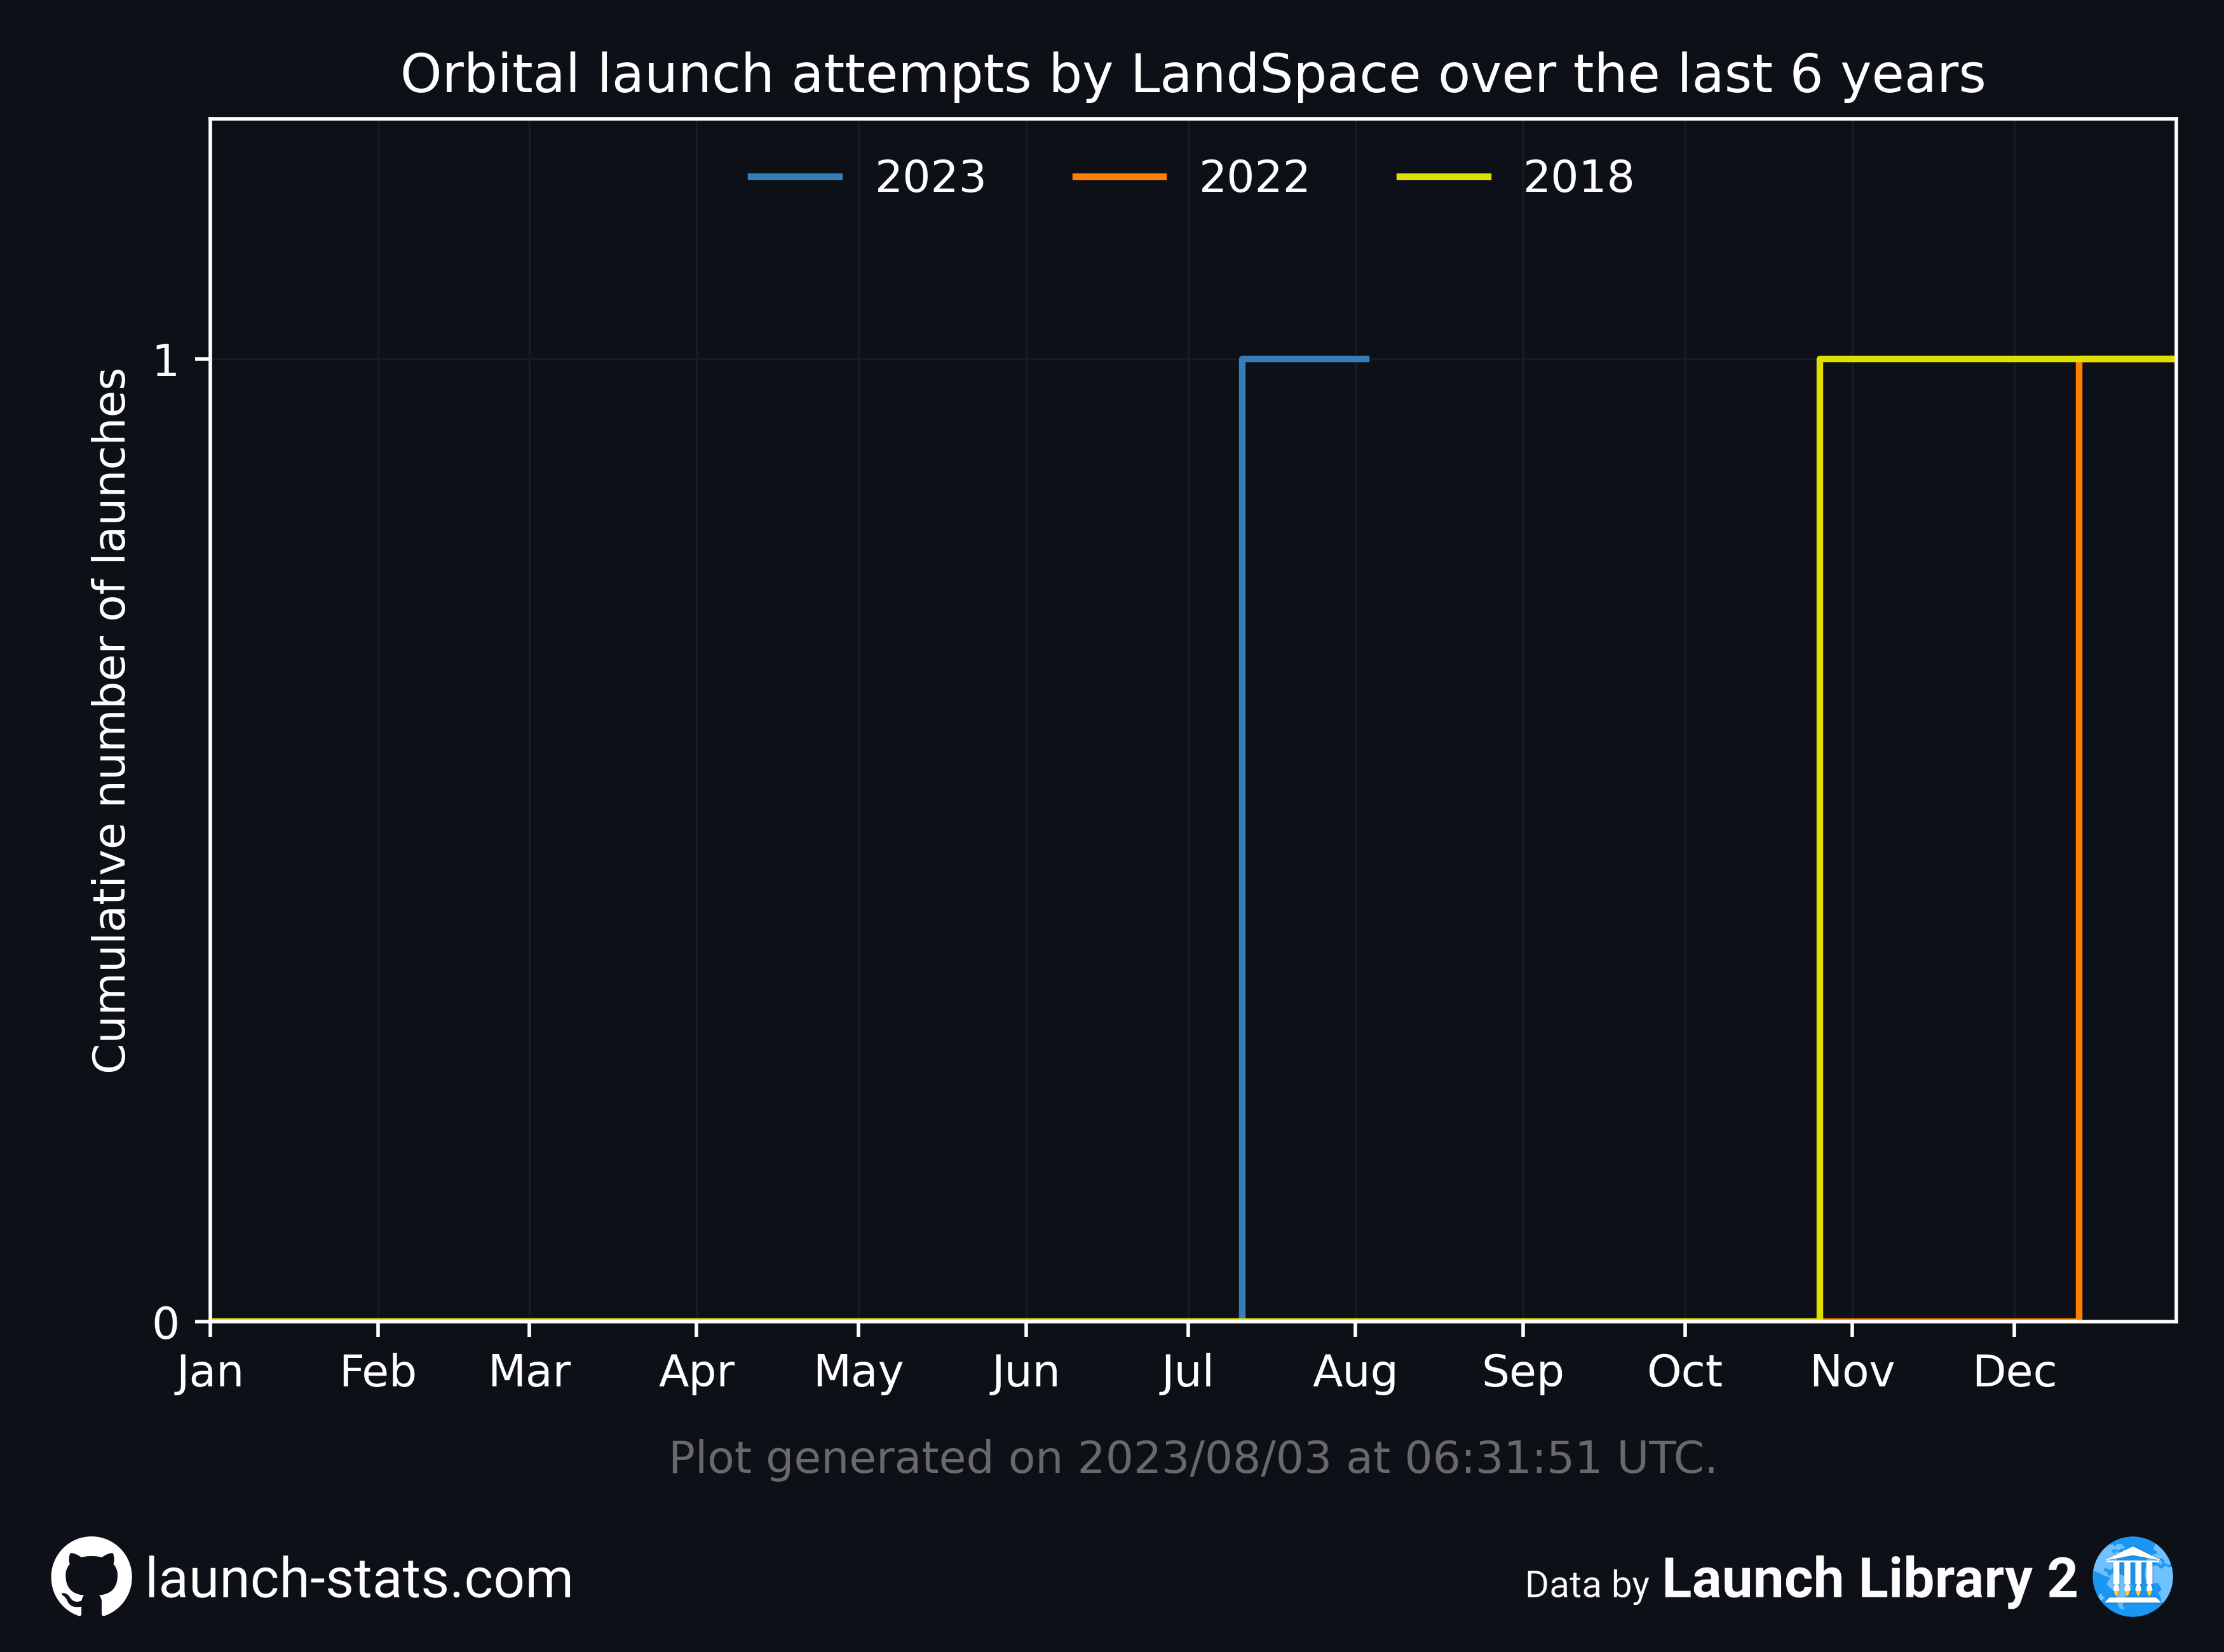 Orbital launch attempts by LandSpace over the last 6 years
2023 2022 2018
Cumulative number of launches
1
0
Jan Feb Mar Apr May Jun Jul Aug Sep Oct Nov Dec
Plot generated on 2023/08/03 at 06:31:51 UTC.
launch-stats.com
Data by Launch Library 2